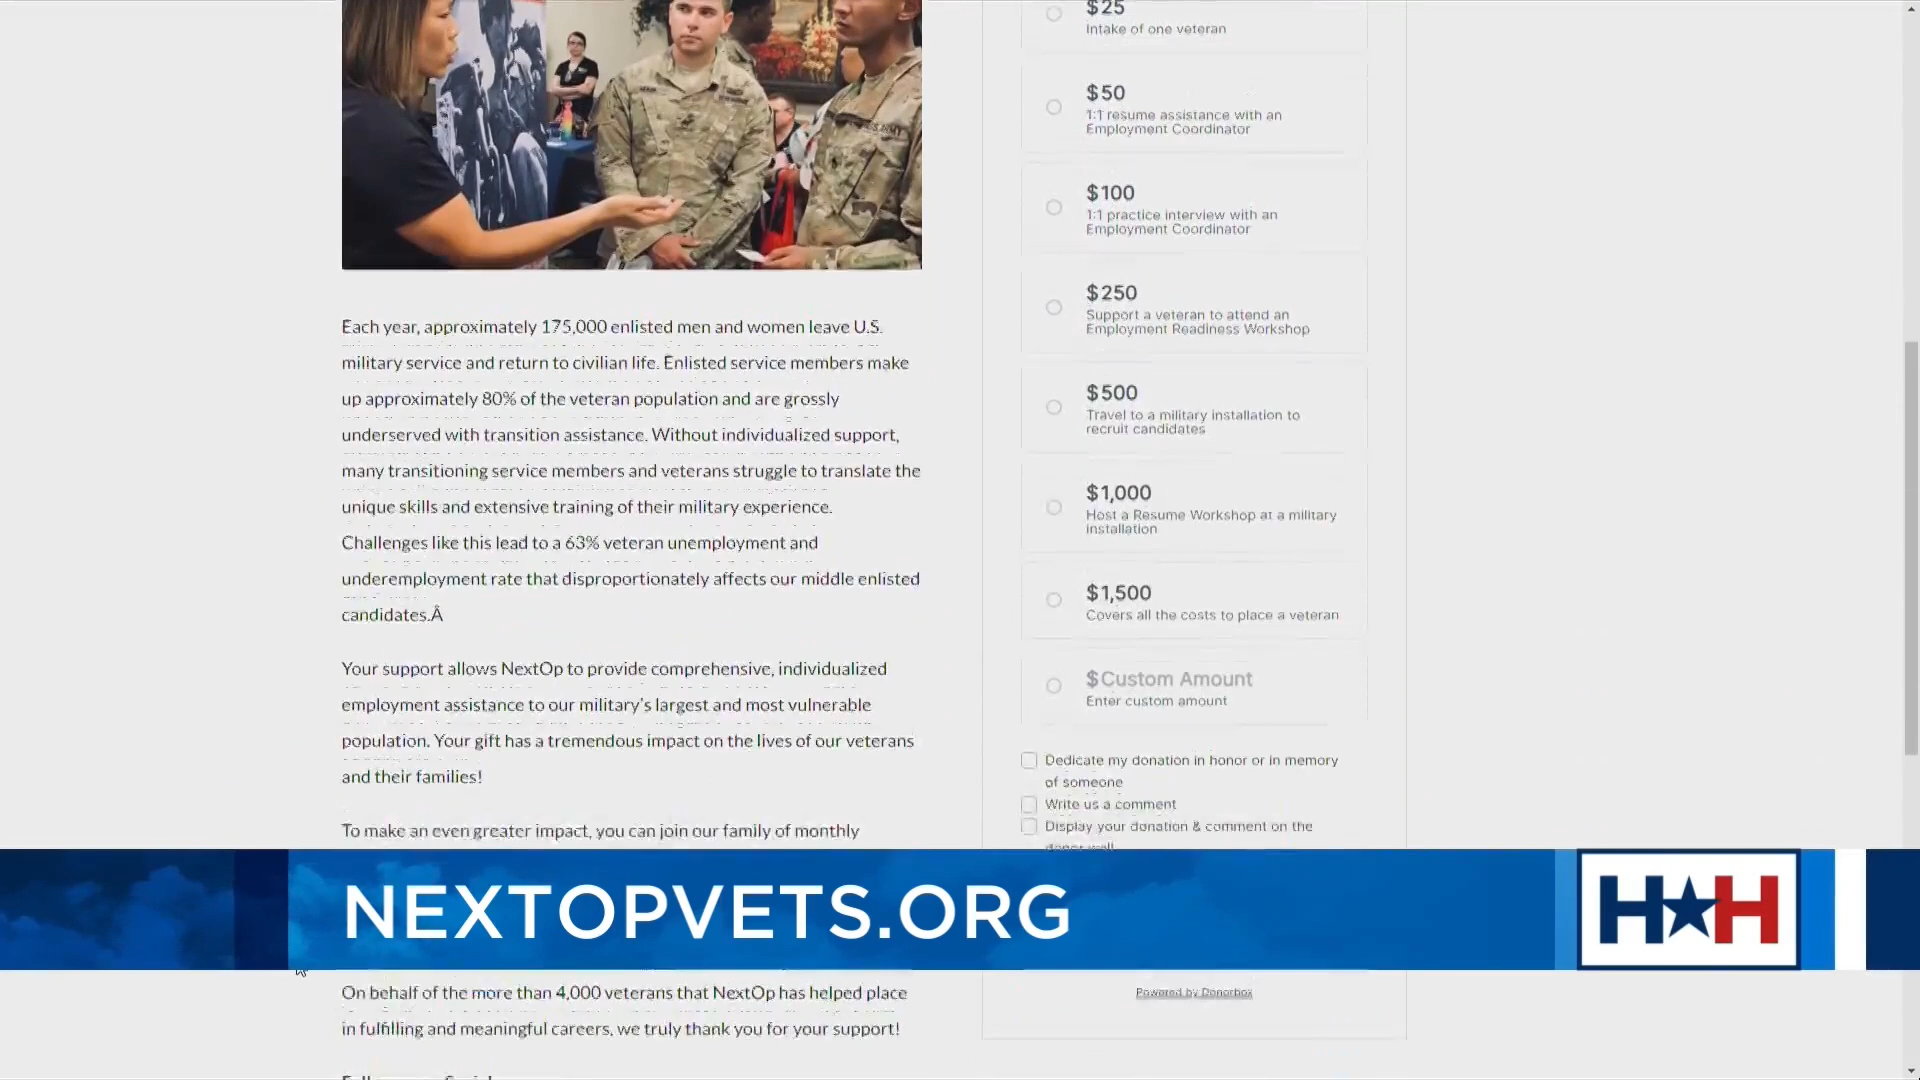 Each year, approximately 175,000 enlisted men and women leave U.S.
military service and return to civilian life. Enlisted service members make
up approximately 80% of the veteran population and are grossly
underserved with transition assistance. Without individualized support,
many transitioning service members and veterans struggle to translate the
unique skills and extensive training of their military experience.
Challenges like this lead to a 63% veteran unemployment and
underemployment rate that disproportionately affects our middle enlisted
candidates.Â
Your support allows NextOp to provide comprehensive, individualized
employment assistance to our military's largest and most vulnerable
population. Your gift has a tremendous impact on the lives of our veterans
and their families!
To make an even greater impact, you can join our family of monthly
On behalf of the more than 4,000 veterans that NextOp has helped place
in fulfilling and meaningful careers, we truly thank you for your support!
$25
Intake of one veteran
$50
1:1 resume assistance with an
Employment Coordinator
$100
1:1 practice interview with an
Employment Coordinator
$250
Support a veteran to attend an
Employment Readiness Workshop
$500
Travel to a military installation to
recruit candidates
$1,000
Host a Resume Workshop at a military
installation
$1,500
Covers all the costs to place a veteran
$Custom Amount
Enter custom amount
Dedicate my donation in honor or in memory
of someone
Write us a comment
Display your donation & comment on the
donor wall
Powered by Donorbox
NEXTOPVETS.ORG
H★H